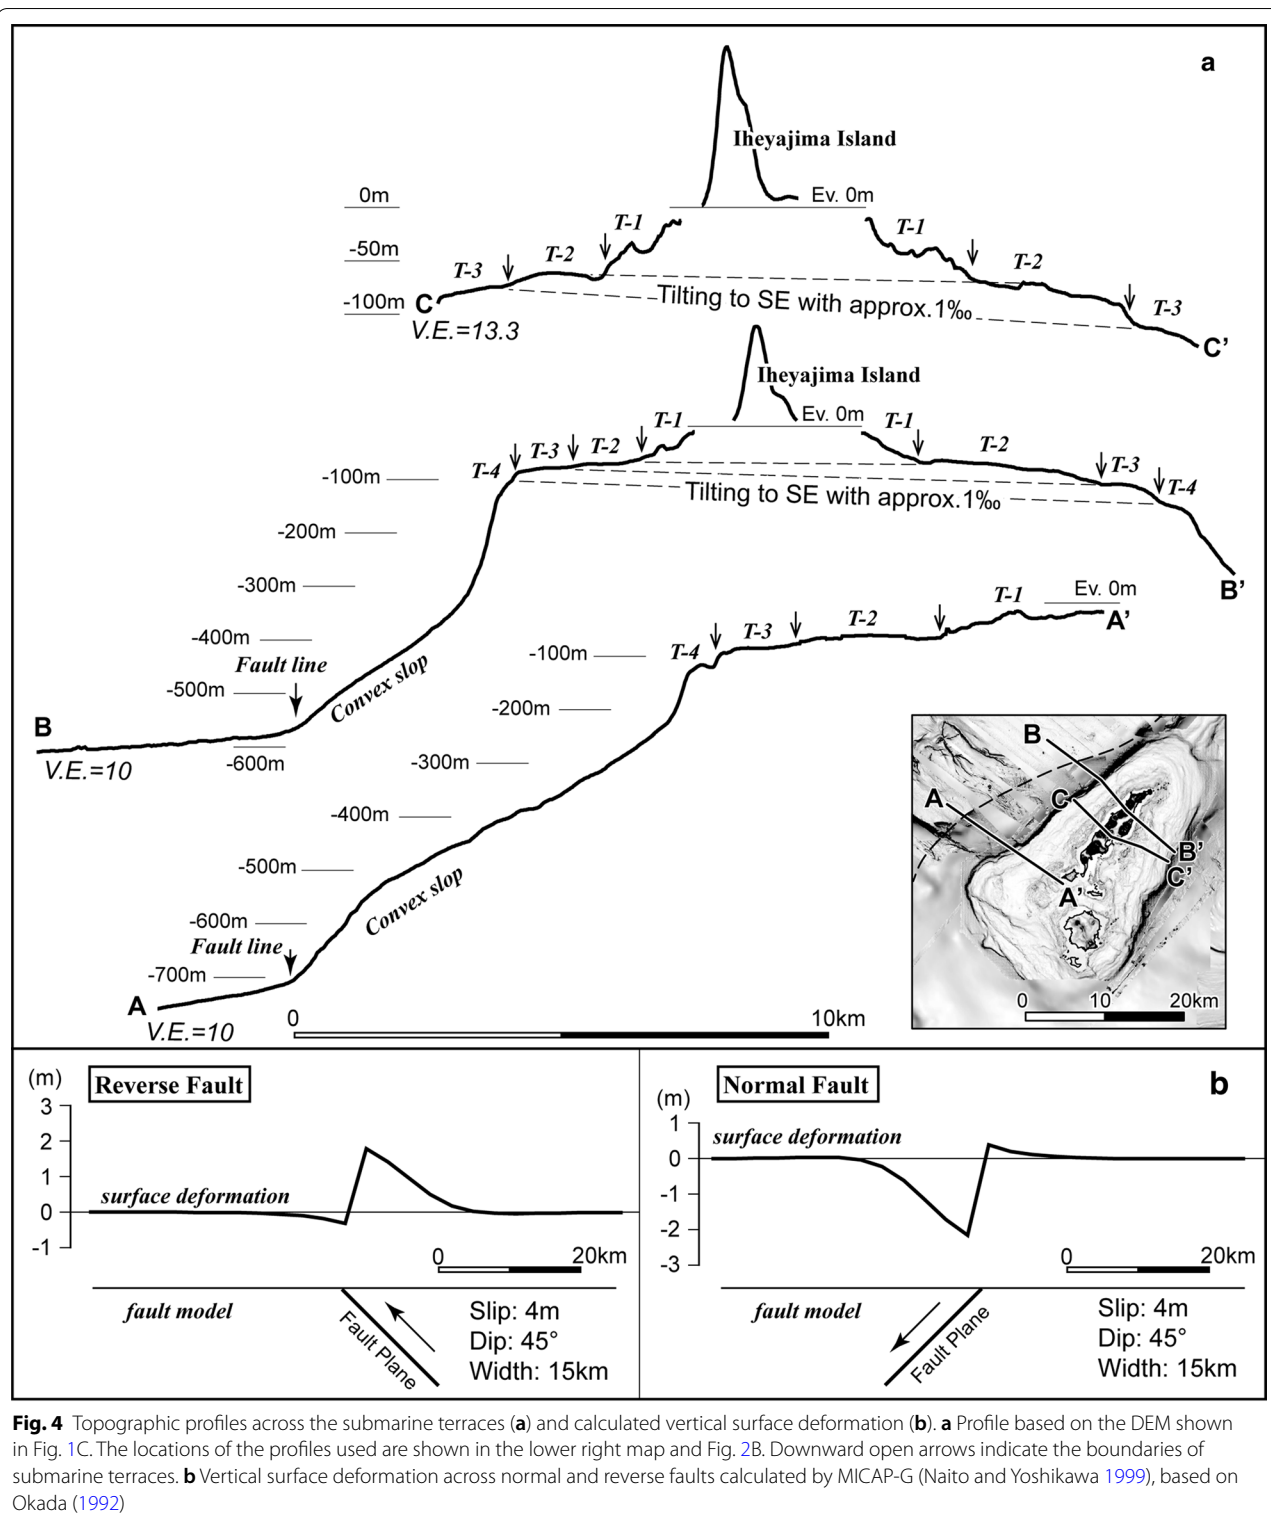 a
Iheyajima Island
0m
Ev. 0m
T-1
T-1
-50m
T-2
T-2
T-3
-100m
C
Tilting to SE with approx.1‰
T-3
V.E.=13.3
C’
Iheyajima Island
Ev. 0m
T-1
T-1
T-3
T-2
T-2
T-4
T-3
-100m
Tilting to SE with approx.1‰
T-4
-200m
-300m
B’
Ev. 0m
T-1
A’
T-2
-400m
T-3
Fault line
-100m
T-4
Convex slop
-500m
-200m
B
V.E.=10
-600m
-300m
-400m
-500m
Convex slop
-600m
Fault line
-700m
A
V.E.=10
0
10km
B
A
C
B’
C’
A’
0
10
20km
(m)
Reverse Fault
3
2
1
0
-1
surface deformation
0
20km
fault model
Fault Plane
Slip: 4m
Dip: 45°
Width: 15km
b
(m)
Normal Fault
1
0
-1
-2
-3
surface deformation
0
20km
fault model
Fault Plane
Slip: 4m
Dip: 45°
Width: 15km
Fig. 4 Topographic profiles across the submarine terraces (a) and calculated vertical surface deformation (b). a Profile based on the DEM shown
in Fig. 1C. The locations of the profiles used are shown in the lower right map and Fig. 2B. Downward open arrows indicate the boundaries of
submarine terraces. b Vertical surface deformation across normal and reverse faults calculated by MICAP-G (Naito and Yoshikawa 1999), based on
Okada (1992)